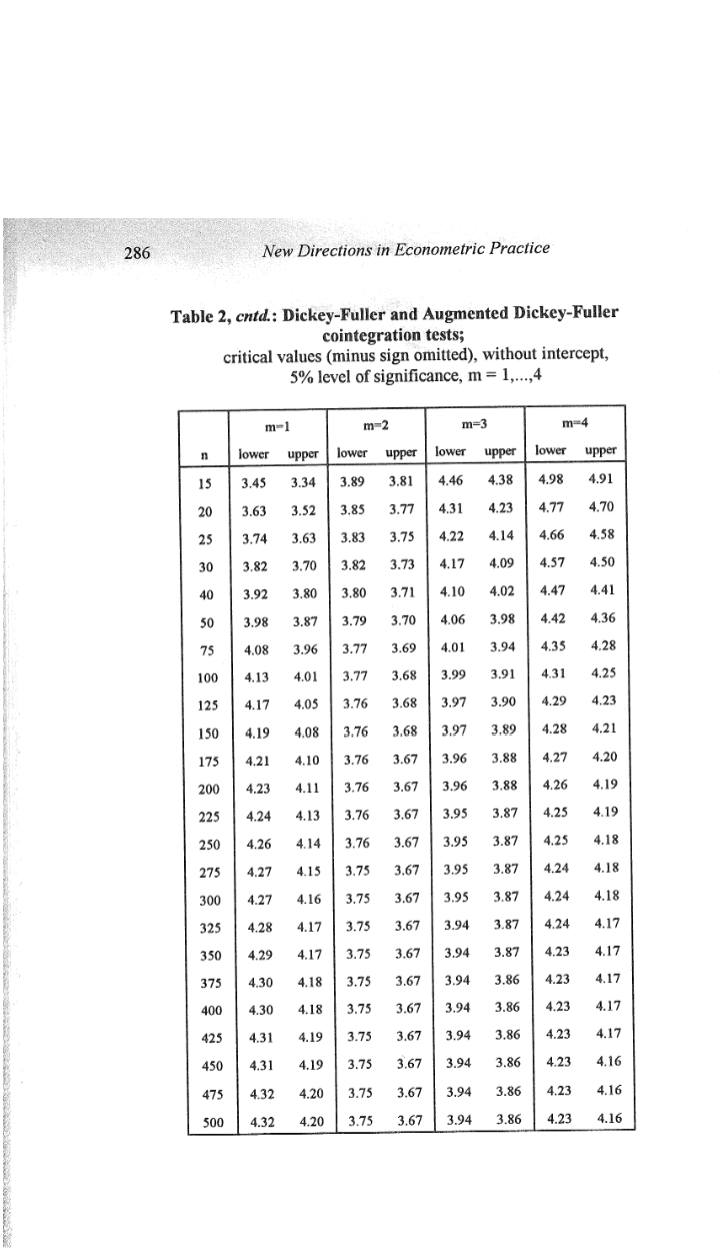 286 New Directions in Econometric Practice
Table 2, cntd.: Dickey-Fuller and Augmented Dickey-Fuller
cointegration tests;
critical values (minus sign omitted), without intercept,
5% level of significance, m = 1,...,4
m=1 m=2 m=3 m=4
n lower upper lower upper lower upper lower upper
15 3.45 3.34 3.89 3.81 4.46 4.38 4.98 4.91
20 3.63 3.52 3.85 3.77 4.31 4.23 4.77 4.70
25 3.74 3.63 3.83 3.75 4.22 4.14 4.66 4.58
30 3.82 3.70 3.82 3.73 4.17 4.09 4.57 4.50
40 3.92 3.80 3.80 3.71 4.10 4.02 4.47 4.41
50 3.98 3.87 3.79 3.70 4.06 3.98 4.42 4.36
75 4.08 3.96 3.77 3.69 4.01 3.94 4.35 4.28
100 4.13 4.01 3.77 3.68 3.99 3.91 4.31 4.25
125 4.17 4.05 3.76 3.68 3.97 3.90 4.29 4.23
150 4.19 4.08 3.76 3.68 3.97 3.89 4.28 4.21
175 4.21 4.10 3.76 3.67 3.96 3.88 4.27 4.20
200 4.23 4.11 3.76 3.67 3.96 3.88 4.26 4.19
225 4.24 4.13 3.76 3.67 3.95 3.87 4.25 4.19
250 4.26 4.14 3.76 3.67 3.95 3.87 4.25 4.18
275 4.27 4.15 3.75 3.67 3.95 3.87 4.24 4.18
300 4.27 4.16 3.75 3.67 3.95 3.87 4.24 4.18
325 4.28 4.17 3.75 3.67 3.94 3.87 4.24 4.17
350 4.29 4.17 3.75 3.67 3.94 3.87 4.23 4.17
375 4.30 4.18 3.75 3.67 3.94 3.86 4.23 4.17
400 4.30 4.18 3.75 3.67 3.94 3.86 4.23 4.17
425 4.31 4.19 3.75 3.67 3.94 3.86 4.23 4.17
450 4.31 4.19 3.75 3.67 3.94 3.86 4.23 4.16
475 4.32 4.20 3.75 3.67 3.94 3.86 4.23 4.16
500 4.32 4.20 3.75 3.67 3.94 3.86 4.23 4.16